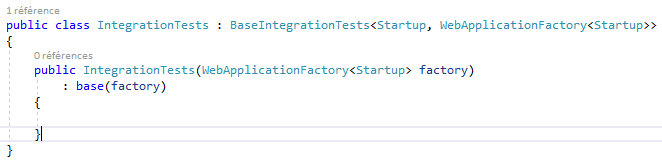 1 référence
public class IntegrationTests : BaseIntegrationTests<Startup, WebApplicationFactory<Startup>>
{
0 références
public IntegrationTests(WebApplicationFactory<Startup> factory)
: base(factory)
{
}
}